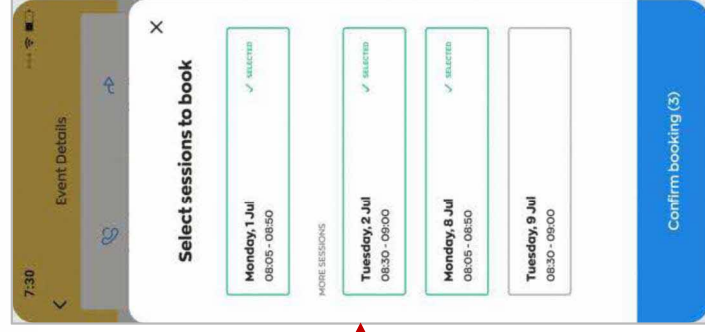 7:30
Event Details
Select sessions to book
Monday, 1 Jul
08:05 - 08:50
SELECTED
MORE SESSIONS
Tuesday, 2 Jul
08:30 - 09:00
SELECTED
Monday, 8 Jul
08:05 - 08:50
SELECTED
Tuesday, 9 Jul
08:30 - 09:00
Confirm booking (3)